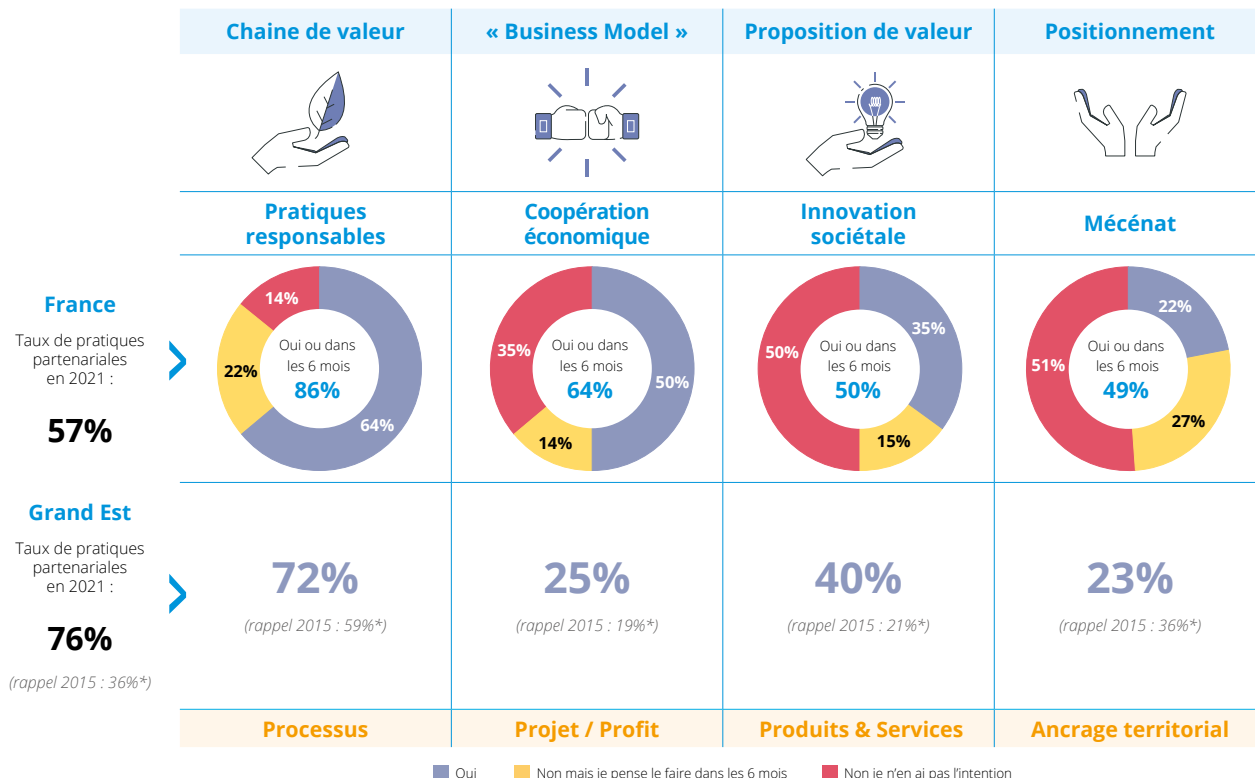 Chaine de valeur
« Business Model »
Proposition de valeur
Positionnement
Pratiques
responsables
Coopération
économique
Innovation
sociétale
Mécénat
France
Taux de pratiques
partenariales
en 2021 :
57%
14%
22%
64%
Oui ou dans
les 6 mois
86%
35%
14%
50%
Oui ou dans
les 6 mois
64%
50%
15%
35%
Oui ou dans
les 6 mois
50%
51%
22%
27%
Oui ou dans
les 6 mois
49%
Grand Est
Taux de pratiques
partenariales
en 2021 :
76%
(rappel 2015 : 36%*)
72%
(rappel 2015 : 59%*)
25%
(rappel 2015 : 19%*)
40%
(rappel 2015 : 21%*)
23%
(rappel 2015 : 36%*)
Processus
Projet / Profit
Produits & Services
Ancrage territorial
Oui
Non mais je pense le faire dans les 6 mois
Non je n'en ai pas l'intention